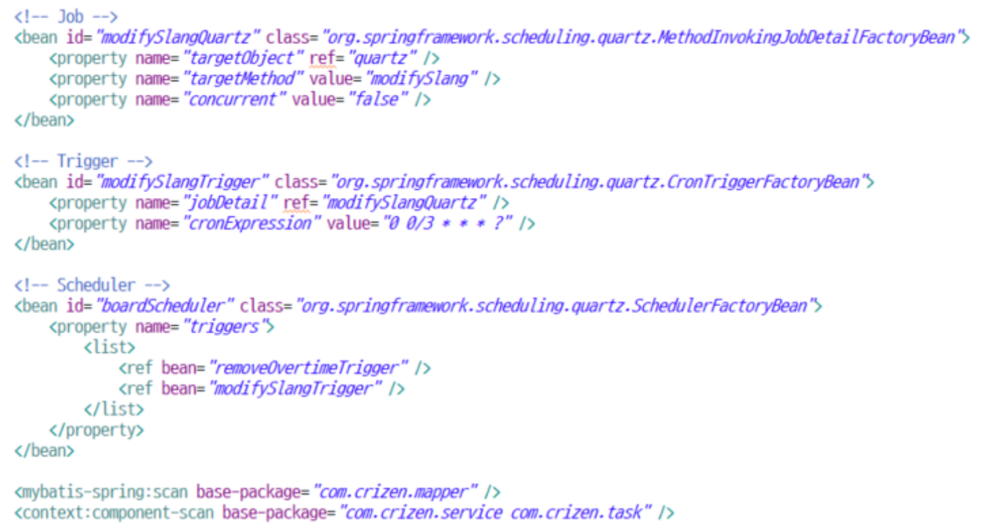 <!-- Job -->
<bean id="modifySlangQuartz" class="org.springframework.scheduling.quartz.MethodInvokingJobDetailFactoryBean">
    <property name="targetObject" ref="quartz" />
    <property name="targetMethod" value="modifySlang" />
    <property name="concurrent" value="false" />
</bean>

<!-- Trigger -->
<bean id="modifySlangTrigger" class="org.springframework.scheduling.quartz.CronTriggerFactoryBean">
    <property name="jobDetail" ref="modifySlangQuartz" />
    <property name="cronExpression" value="0 0/3 * * * ?" />
</bean>

<!-- Scheduler -->
<bean id="boardScheduler" class="org.springframework.scheduling.quartz.SchedulerFactoryBean">
    <property name="triggers">
        <list>
            <ref bean="removeOvertimeTrigger" />
            <ref bean="modifySlangTrigger" />
        </list>
    </property>
</bean>

<mybatis-spring:scan base-package="com.crizen.mapper" />
<context:component-scan base-package="com.crizen.service com.crizen.task" />